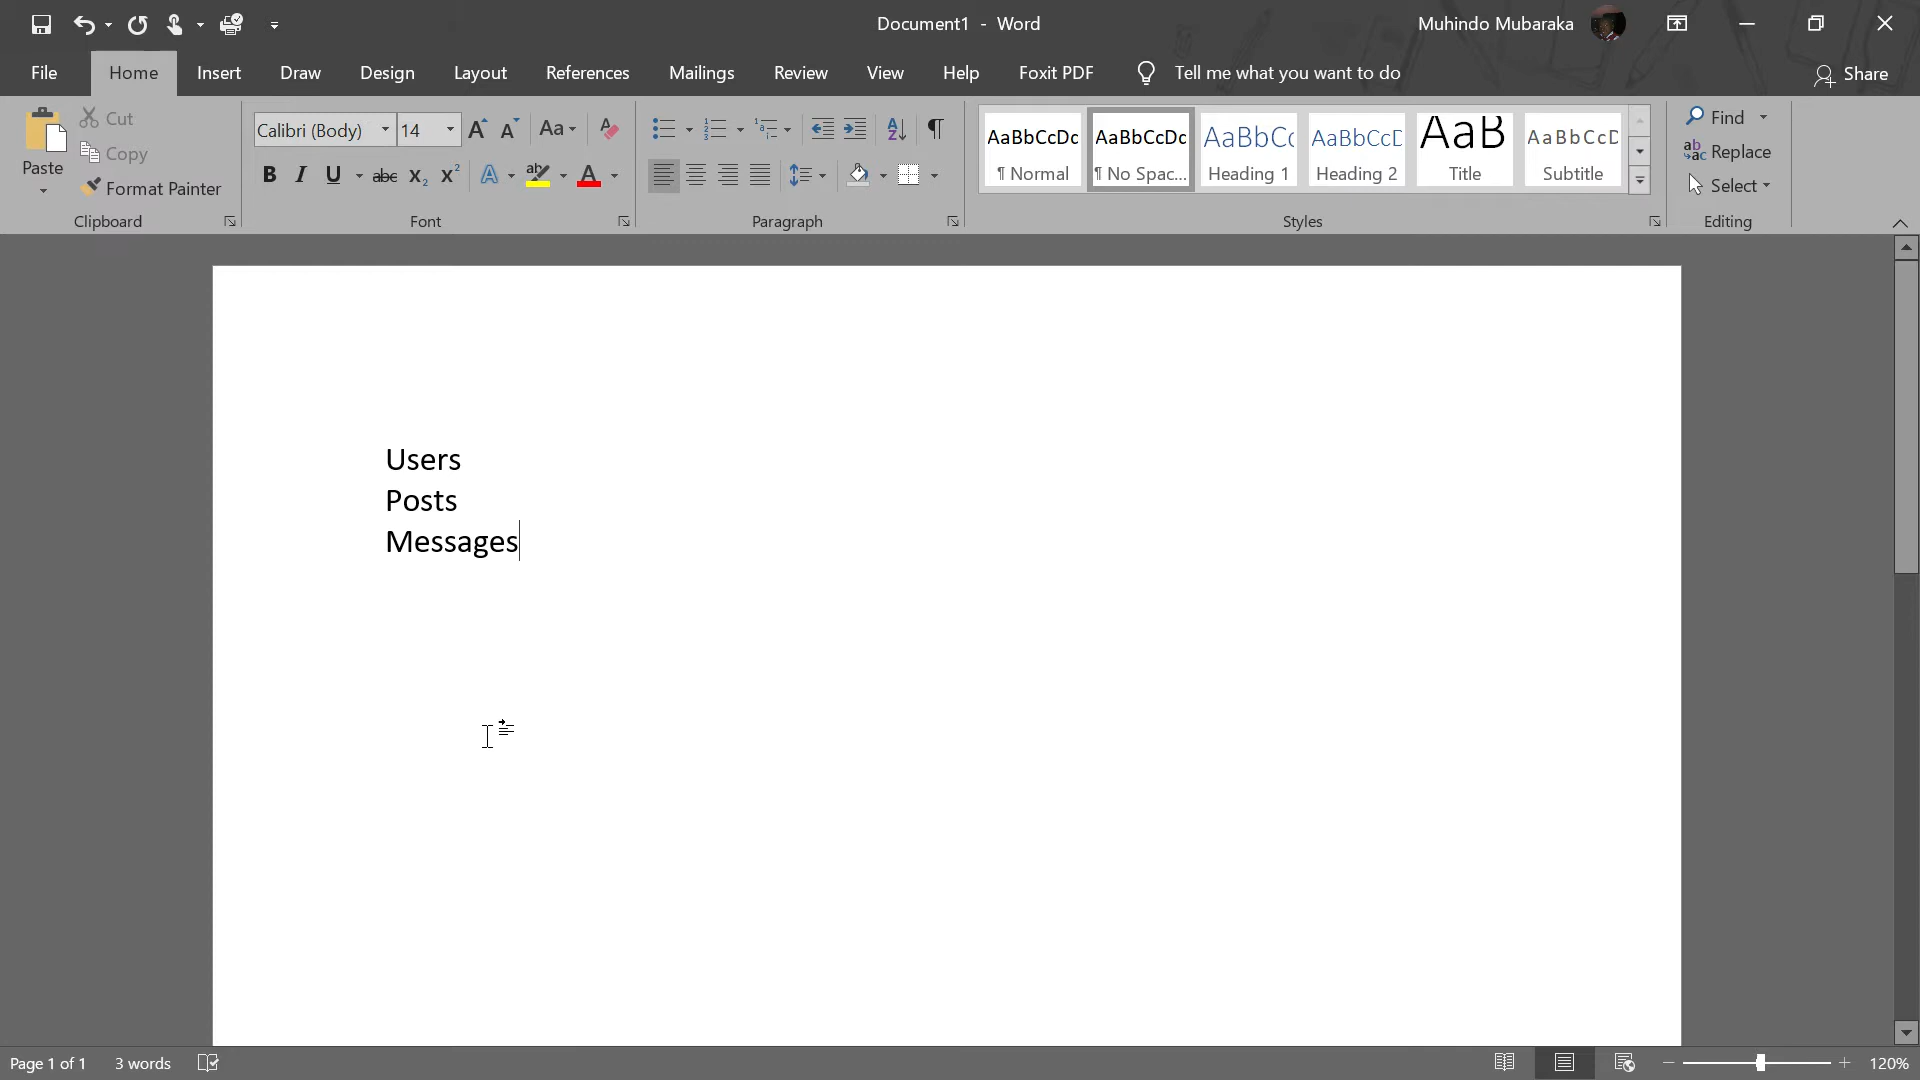 Document1 - Word
Muhindo Mubaraka
File Home Insert Draw Design Layout References Mailings Review View Help Foxit PDF Tell me what you want to do Share
Paste
Cut
Copy
Format Painter
Clipboard
Calibri (Body) 14 Aa
B I U abc X₂ X² A A
Font
Paragraph
AaBbCcDc AaBbCcDc AaBbCc AaBbCcD AaB AaBbCcD
¶ Normal ¶ No Spac... Heading 1 Heading 2 Title Subtitle
Styles
Find
Replace
Select
Editing
Users
Posts
Messages
Page 1 of 1 3 words 120%